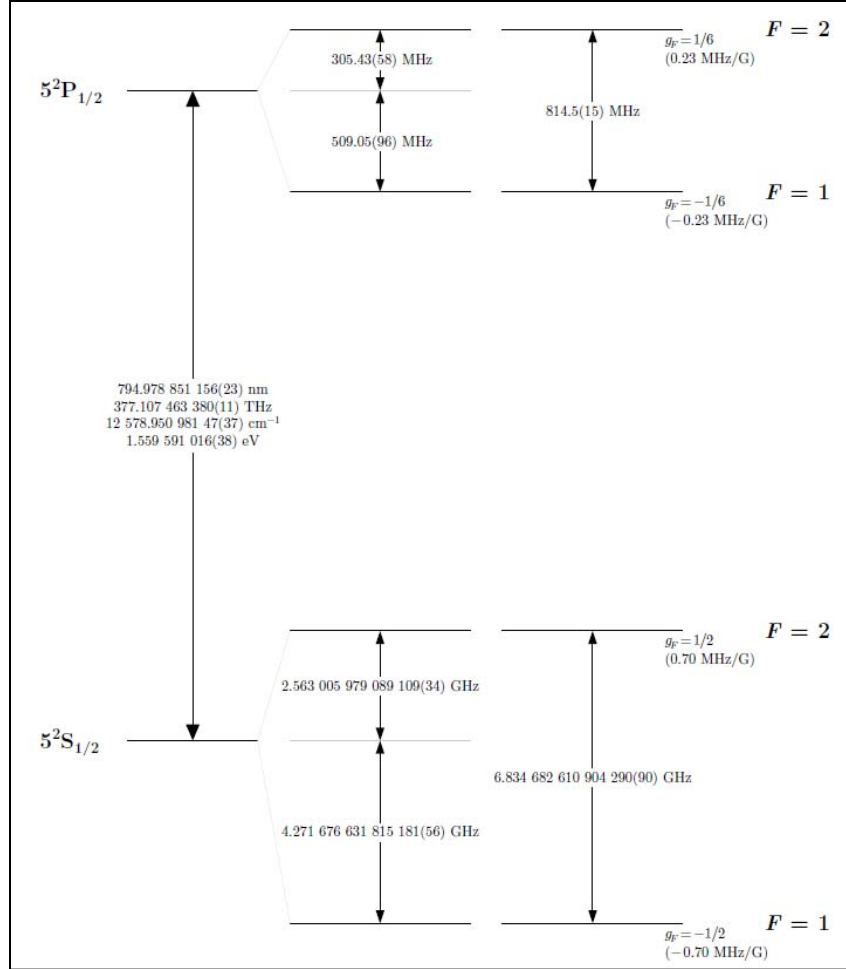 F = 2
g_F = 1/6
(0.23 MHz/G)
305.43(58) MHz
5²P₁/₂
814.5(15) MHz
509.05(96) MHz
F = 1
g_F = −1/6
(−0.23 MHz/G)
794.978 851 156(23) nm
377.107 463 380(11) THz
12 578.950 981 47(37) cm⁻¹
1.559 591 016(38) eV
F = 2
g_F = 1/2
(0.70 MHz/G)
2.563 005 979 089 109(34) GHz
5²S₁/₂
6.834 682 610 904 290(90) GHz
4.271 676 631 815 181(56) GHz
F = 1
g_F = −1/2
(−0.70 MHz/G)